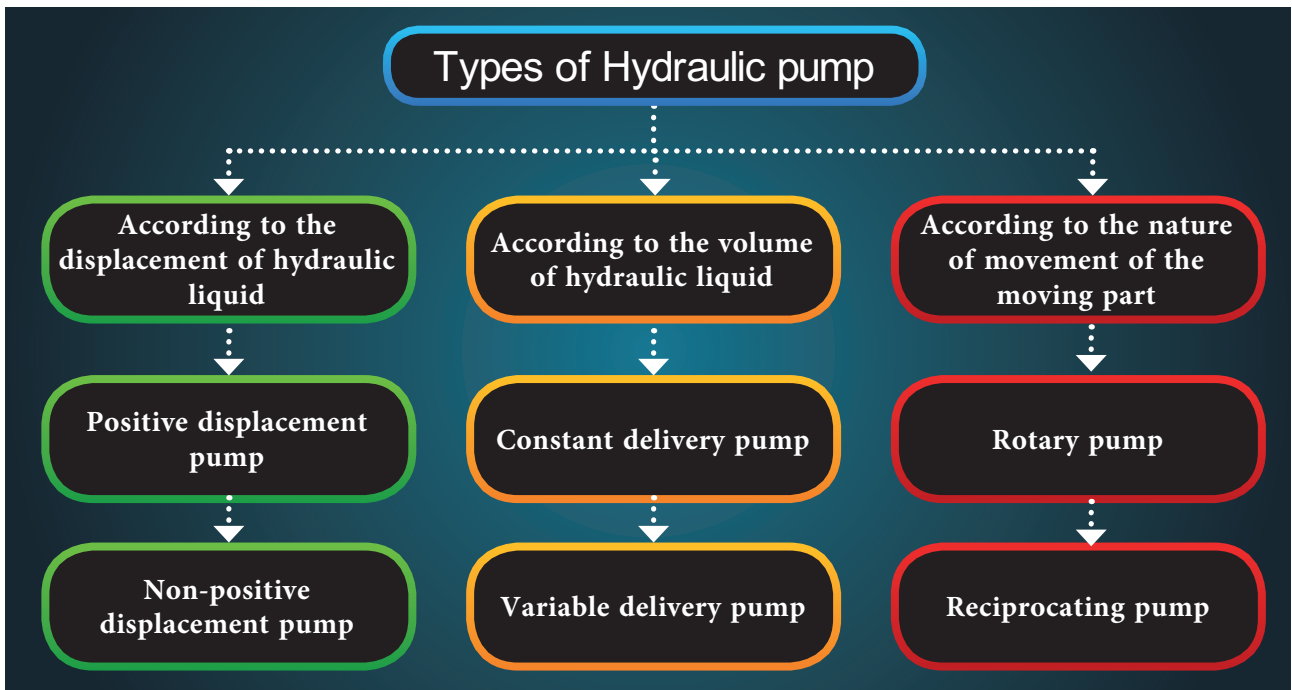 Types of Hydraulic pump
According to the
displacement of hydraulic
liquid
According to the volume
of hydraulic liquid
According to the nature
of movement of the
moving part
Positive displacement
pump
Constant delivery pump
Rotary pump
Non-positive
displacement pump
Variable delivery pump
Reciprocating pump